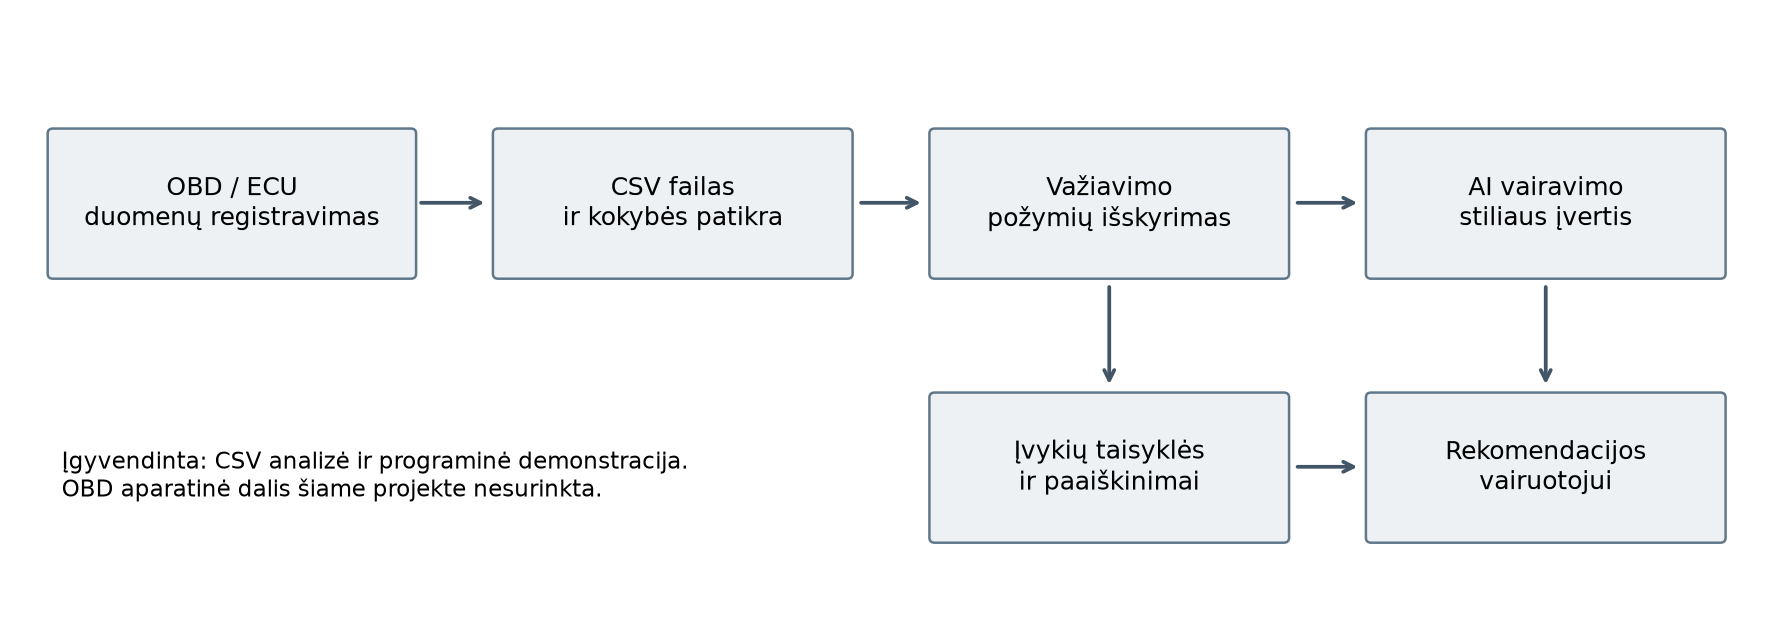 OBD / ECU
duomenų registravimas
CSV failas
ir kokybės patikra
Važiavimo
požymių išskyrimas
AI vairavimo
stiliaus įvertis
Įvykių taisyklės
ir paaiškinimai
Rekomendacijos
vairuotojui
Įgyvendinta: CSV analizė ir programinė demonstracija.
OBD aparatinė dalis šiame projekte nesurinkta.